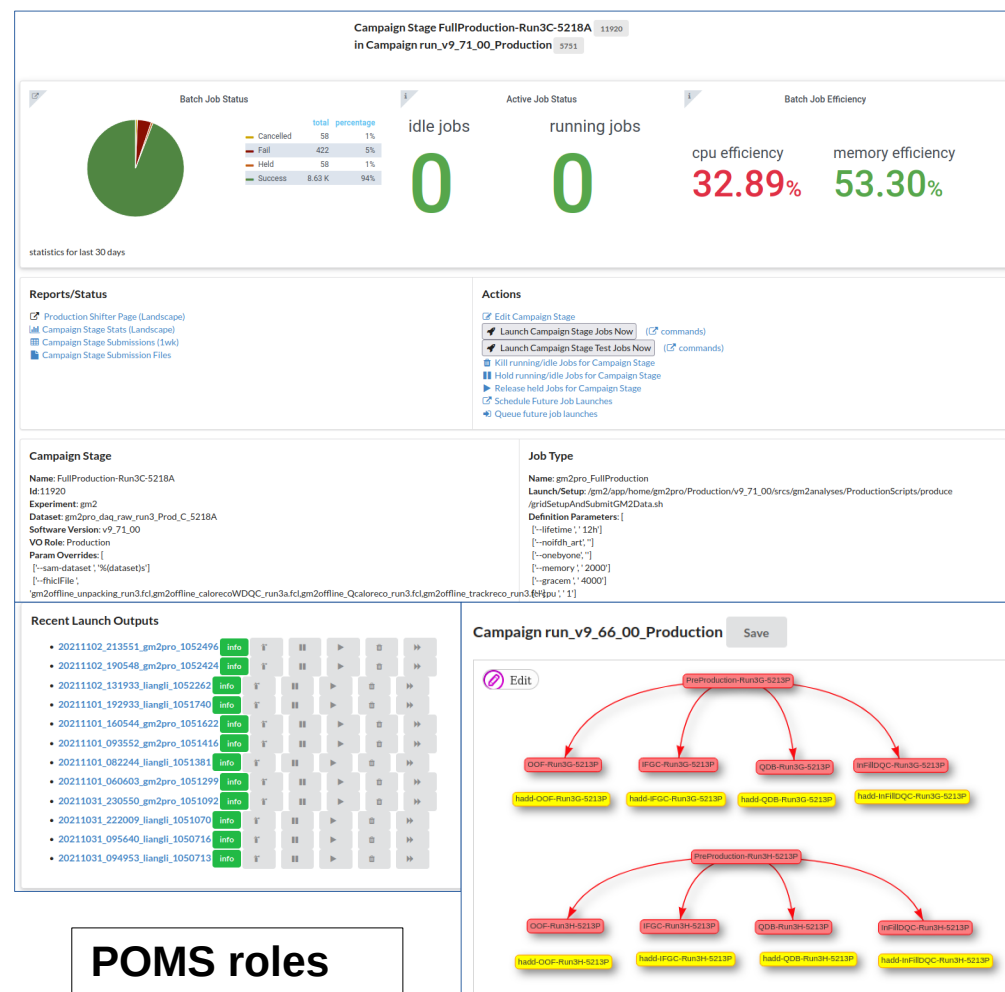 Campaign Stage FullProduction-Run3C-5218A 11920
in Campaign run_v9_71_00_Production 5751
Batch Job Status
total percentage
Cancelled 58 1%
Fail 422 5%
Held 58 1%
Success 8.63 K 94%
statistics for last 30 days
Active Job Status
idle jobs running jobs
0 0
Batch Job Efficiency
cpu efficiency memory efficiency
32.89% 53.30%
Reports/Status
Production Shifter Page (Landscape)
Campaign Stage Stats (Landscape)
Campaign Stage Submissions (1wk)
Campaign Stage Submission Files
Actions
Edit Campaign Stage
Launch Campaign Stage Jobs Now ( commands)
Launch Campaign Stage Test Jobs Now ( commands)
Kill running/idle Jobs for Campaign Stage
Hold running/idle Jobs for Campaign Stage
Release held Jobs for Campaign Stage
Schedule Future Job Launches
Queue future job launches
Campaign Stage
Name: FullProduction-Run3C-5218A
Id:11920
Experiment: gm2
Dataset: gm2pro_daq_raw_run3_Prod_C_5218A
Software Version: v9_71_00
VO Role: Production
Param Overrides: [
['--sam-dataset ', '%(dataset)s']
['--fhiclFile ',
'gm2offline_unpacking_run3.fcl,gm2offline_calorecoWDQC_run3a.fcl,gm2offline_Qcaloreco_run3.fcl,gm2offline_trackreco_run3.
Job Type
Name: gm2pro_FullProduction
Launch/Setup: /gm2/app/home/gm2pro/Production/v9_71_00/srcs/gm2analyses/ProductionScripts/produce
/gridSetupAndSubmitGM2Data.sh
Definition Parameters: [
['--lifetime ', ' 12h']
['--noifdh_art', '']
['--onebyone', '']
['--memory ', ' 2000']
['--gracem ', ' 4000']
cpu ', ' 1']
Recent Launch Outputs
20211102_213551_gm2pro_1052496 info
20211102_190548_gm2pro_1052424 info
20211102_131933_liangli_1052262 info
20211101_192933_liangli_1051740 info
20211101_160544_gm2pro_1051622 info
20211101_093552_gm2pro_1051416 info
20211101_082244_liangli_1051381 info
20211101_060603_gm2pro_1051299 info
20211031_230550_gm2pro_1051092 info
20211031_222009_liangli_1051070 info
20211031_095640_liangli_1050716 info
20211031_094953_liangli_1050713 info
POMS roles
Campaign run_v9_66_00_Production Save
Edit
PreProduction-Run3G-5213P
OOF-Run3G-5213P IFGC-Run3G-5213P QDB-Run3G-5213P InFillDQC-Run3G-5213P
hadd-OOF-Run3G-5213P hadd-IFGC-Run3G-5213P hadd-QDB-Run3G-5213P hadd-InFillDQC-Run3G-5213P
PreProduction-Run3H-5213P
OOF-Run3H-5213P IFGC-Run3H-5213P QDB-Run3H-5213P InFillDQC-Run3H-5213P
hadd-OOF-Run3H-5213P hadd-IFGC-Run3H-5213P hadd-QDB-Run3H-5213P hadd-InFillDQC-Run3H-5213P